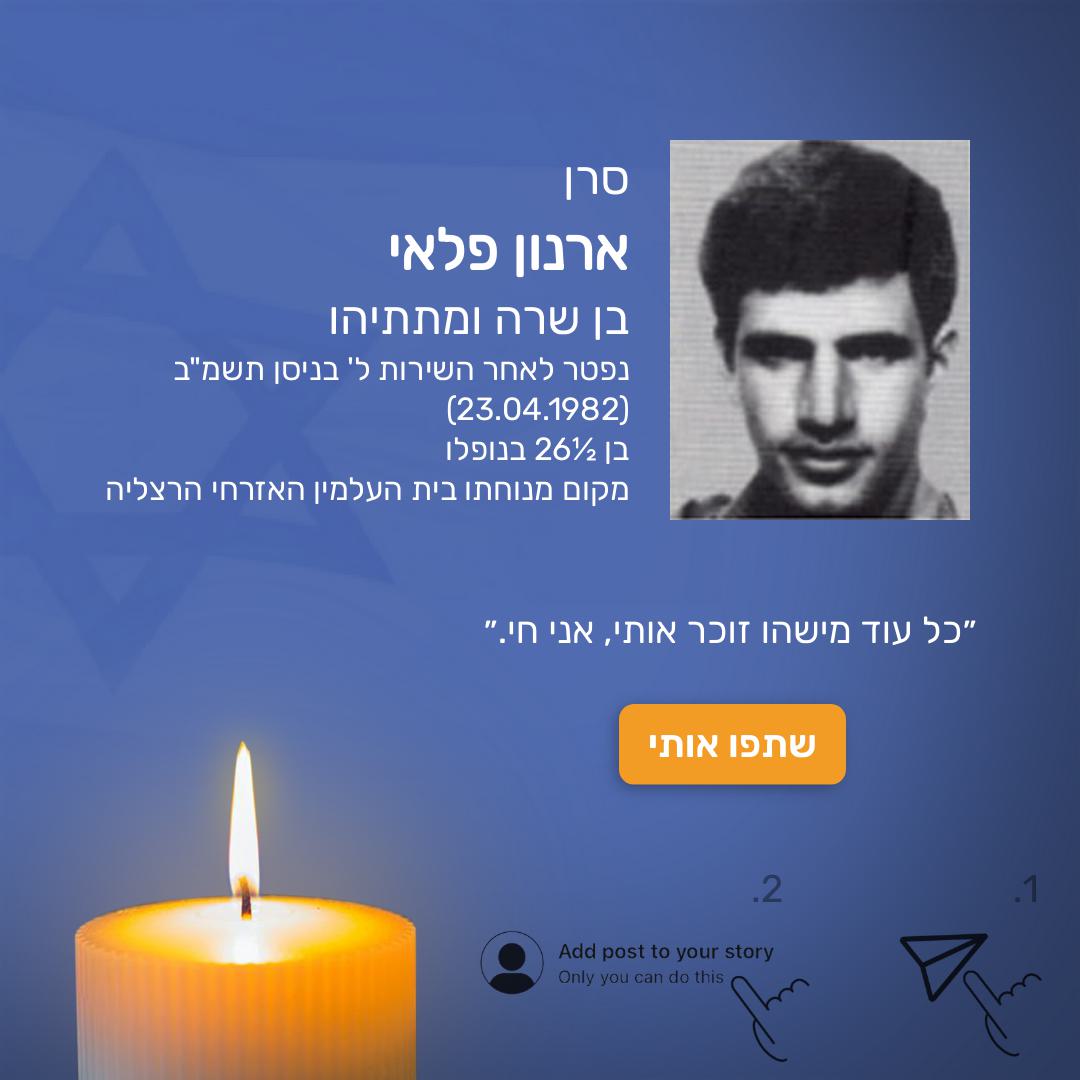 סרן
ארנון פלאי
בן שרה ומתתיהו
נפטר לאחר השירות ל' בניסן תשמ"ב
(23.04.1982)
בן 26½ בנופלו
מקום מנוחתו בית העלמין האזרחי הרצליה
״כל עוד מישהו זוכר אותי, אני חי.״
שתפו אותי
1.
2.
Add post to your story
Only you can do this